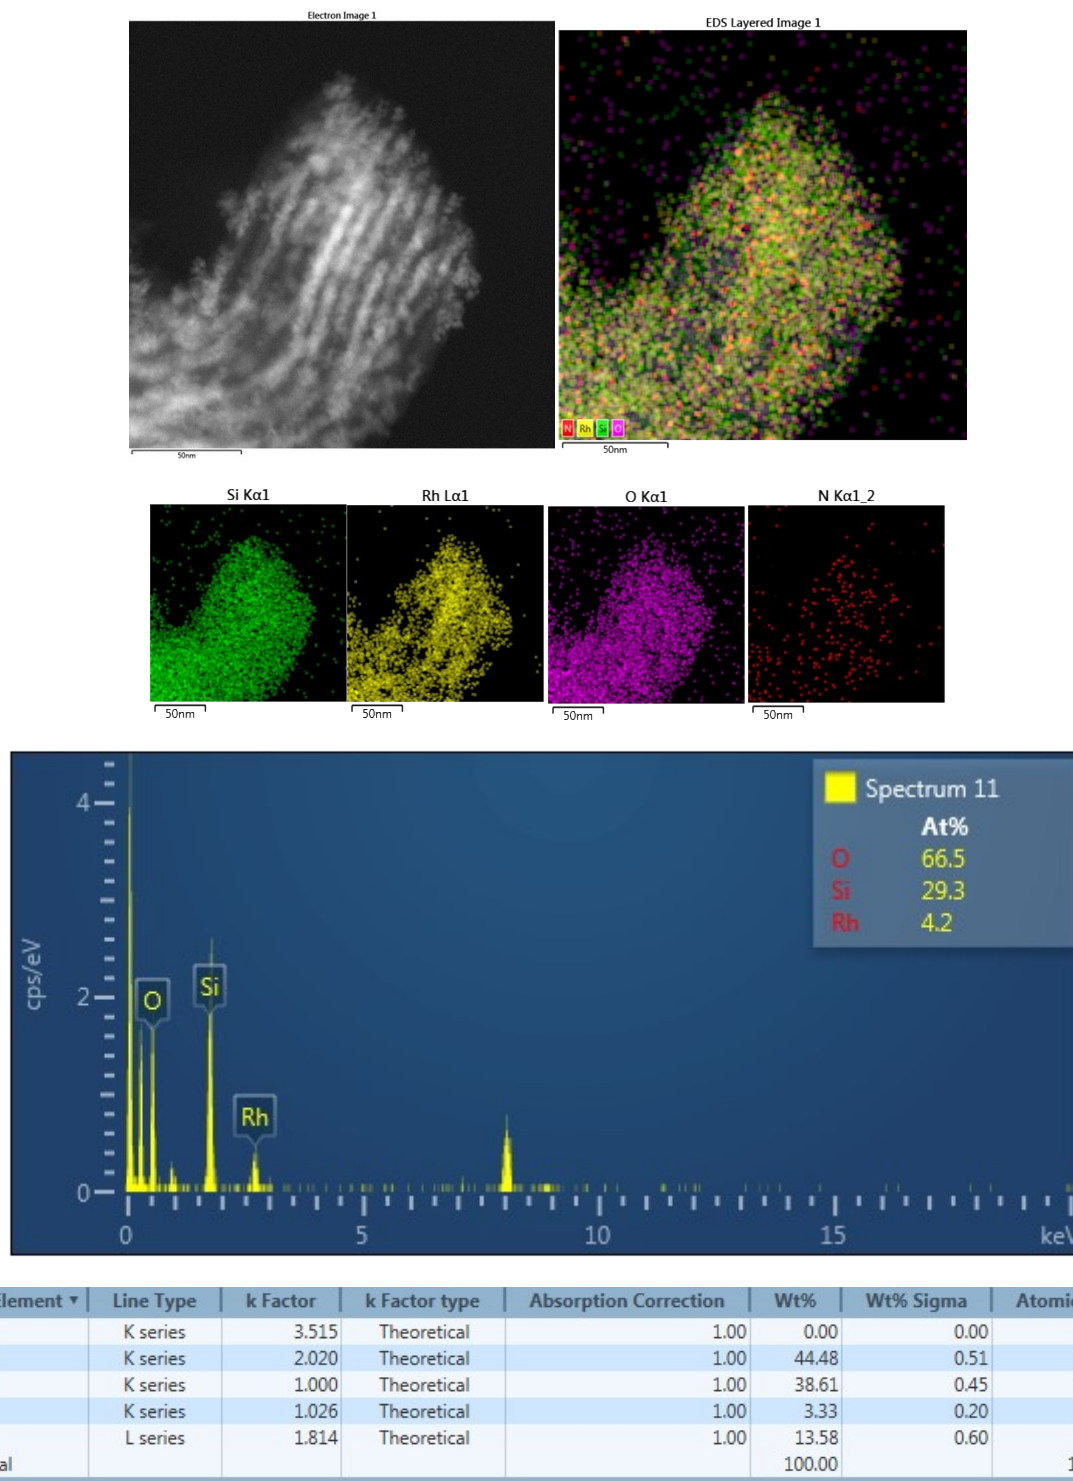 Electron Image 1
EDS Layered Image 1
N Rh Si O
50nm
50nm
Si Kα1
Rh Lα1
O Kα1
N Kα1_2
50nm
50nm
50nm
50nm
Spectrum 11
At%
O 66.5
Si 29.3
Rh 4.2
cps/eV
4
2
0
O
Si
Rh
0 5 10 15 keV
Element ▼ Line Type k Factor k Factor type Absorption Correction Wt% Wt% Sigma Atomic
K series 3.515 Theoretical 1.00 0.00 0.00
K series 2.020 Theoretical 1.00 44.48 0.51
K series 1.000 Theoretical 1.00 38.61 0.45
K series 1.026 Theoretical 1.00 3.33 0.20
L series 1.814 Theoretical 1.00 13.58 0.60
al 100.00 1